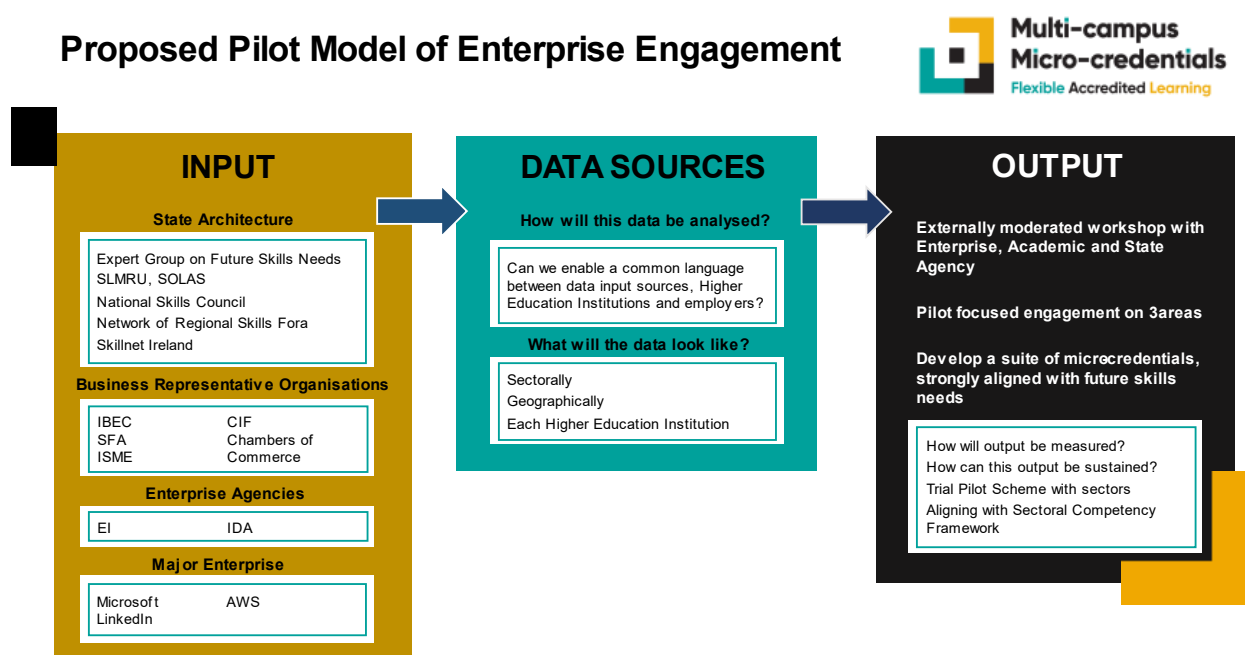 Proposed Pilot Model of Enterprise Engagement
Multi-campus
Micro-credentials
Flexible Accredited Learning
INPUT
State Architecture
Expert Group on Future Skills Needs
SLMRU, SOLAS
National Skills Council
Network of Regional Skills Fora
Skillnet Ireland
Business Representative Organisations
IBEC
SFA
ISME
CIF
Chambers of
Commerce
Enterprise Agencies
EI
IDA
Major Enterprise
Microsoft
LinkedIn
AWS
DATA SOURCES
How will this data be analysed?
Can we enable a common language
between data input sources, Higher
Education Institutions and employers?
What will the data look like?
Sectorally
Geographically
Each Higher Education Institution
OUTPUT
Externally moderated workshop with
Enterprise, Academic and State
Agency
Pilot focused engagement on 3areas
Develop a suite of microcredentials,
strongly aligned with future skills
needs
How will output be measured?
How can this output be sustained?
Trial Pilot Scheme with sectors
Aligning with Sectoral Competency
Framework